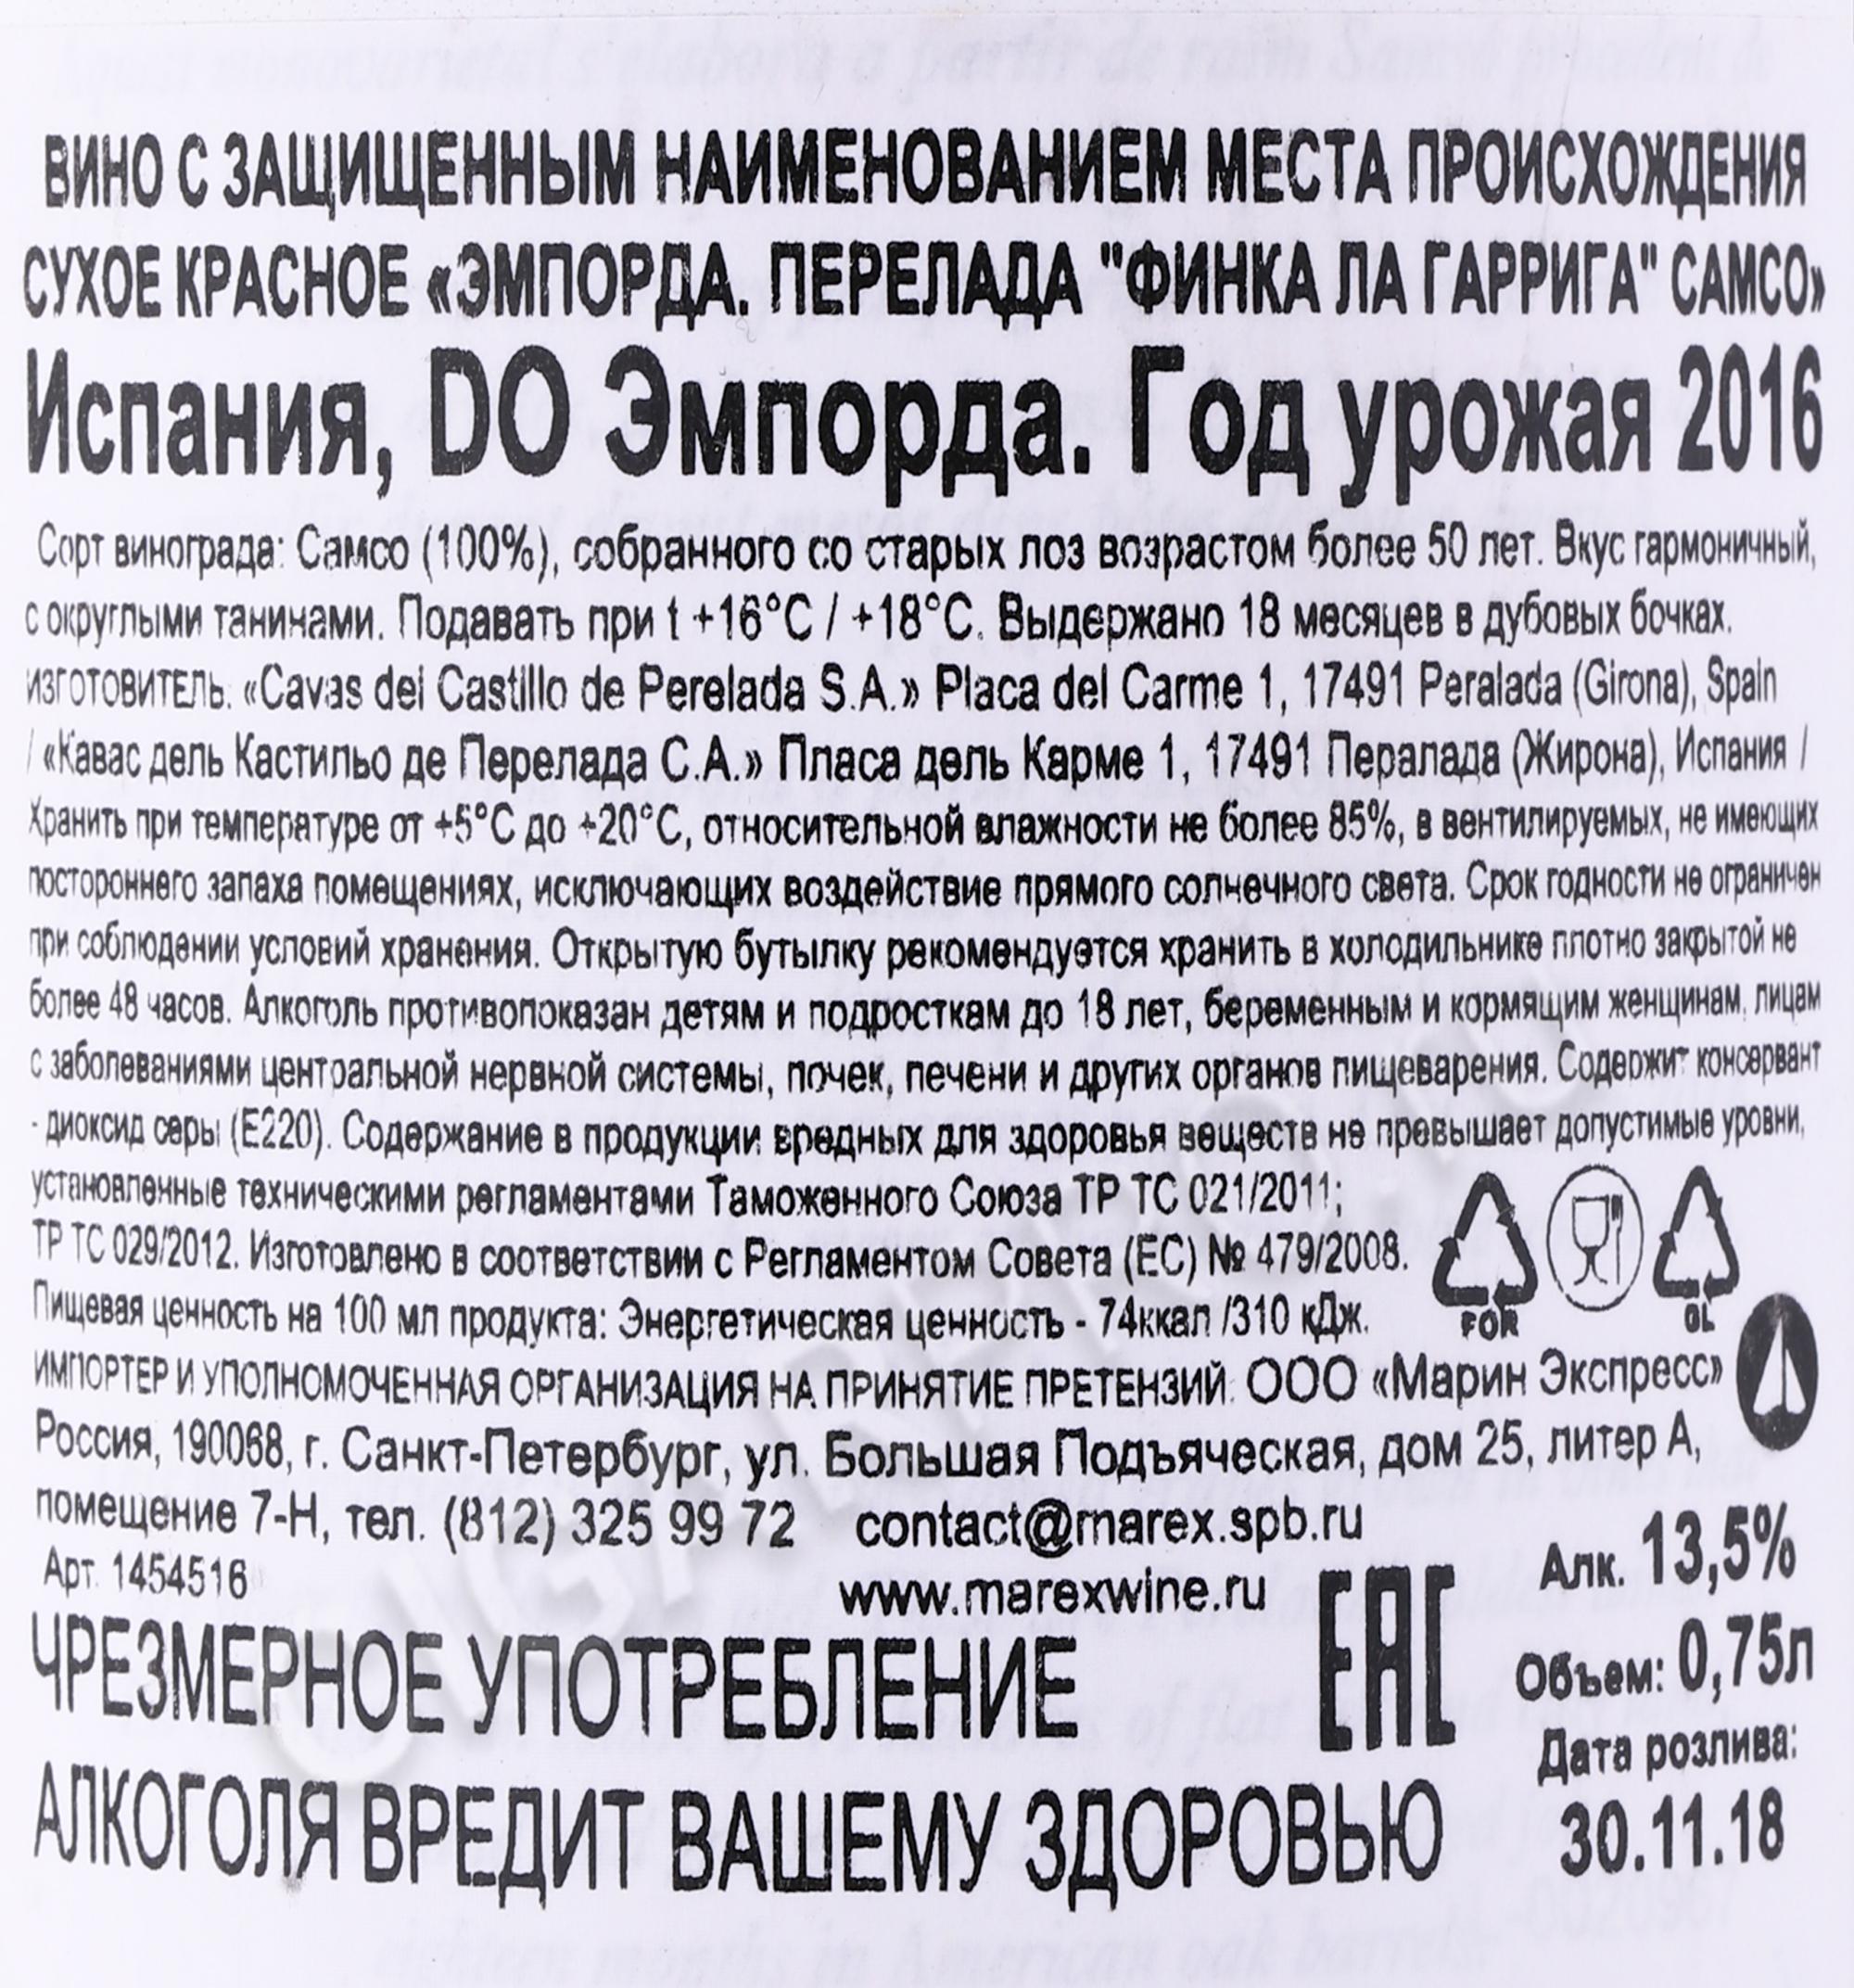 ВИНО С ЗАЩИЩЕННЫМ НАИМЕНОВАНИЕМ МЕСТА ПРОИСХОЖДЕНИЯ
СУХОЕ КРАСНОЕ «ЭМПОРДА. ПЕРЕЛАДА "ФИНКА ЛА ГАРРИГА" САМСО»
Испания, DO Эмпорда. Год урожая 2016
Сорт винограда: Самсо (100%), собранного со старых лоз возрастом более 50 лет. Вкус гармоничный,
с округлыми танинами. Подавать при t +16°С / +18°С. Выдержано 18 месяцев в дубовых бочках.
ИЗГОТОВИТЕЛЬ: «Cavas del Castillo de Perelada S.A.» Placa del Carme 1, 17491 Peralada (Girona), Spain
/ «Кавас дель Кастильо де Перелада С.А.» Пласа дель Карме 1, 17491 Пералада (Жирона), Испания /
Хранить при температуре от +5°С до +20°С, относительной влажности не более 85%, в вентилируемых, не имеющих
постороннего запаха помещениях, исключающих воздействие прямого солнечного света. Срок годности не ограничен
при соблюдении условий хранения. Открытую бутылку рекомендуется хранить в холодильнике плотно закрытой не
более 48 часов. Алкоголь противопоказан детям и подросткам до 18 лет, беременным и кормящим женщинам, лицам
с заболеваниями центральной нервной системы, почек, печени и других органов пищеварения. Содержит консервант
- диоксид серы (Е220). Содержание в продукции вредных для здоровья веществ не превышает допустимые уровни,
установленные техническими регламентами Таможенного Союза ТР ТС 021/2011;
ТР ТС 029/2012. Изготовлено в соответствии с Регламентом Совета (ЕС) № 479/2008.
Пищевая ценность на 100 мл продукта: Энергетическая ценность - 74ккал /310 кДж.
FOR
GL
ИМПОРТЕР И УПОЛНОМОЧЕННАЯ ОРГАНИЗАЦИЯ НА ПРИНЯТИЕ ПРЕТЕНЗИЙ: ООО «Марин Экспресс»
Россия, 190068, г. Санкт-Петербург, ул. Большая Подъяческая, дом 25, литер А,
помещение 7-Н, тел. (812) 325 99 72 contact@marex.spb.ru
Арт. 1454516
www.marexwine.ru
ЧРЕЗМЕРНОЕ УПОТРЕБЛЕНИЕ
АЛКОГОЛЯ ВРЕДИТ ВАШЕМУ ЗДОРОВЬЮ
EAC
Алк. 13,5%
Объем: 0,75л
Дата розлива:
30.11.18